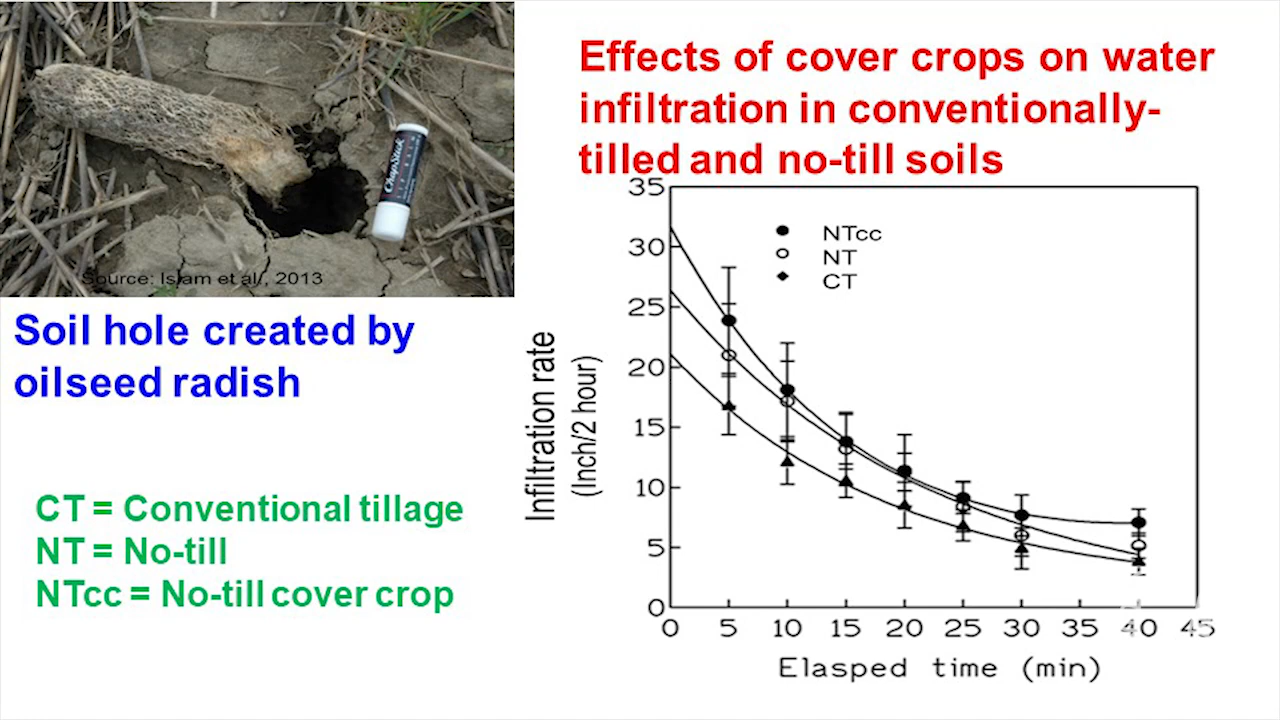 ChapStick
Source: Islam et al., 2013
Soil hole created by
oilseed radish
CT = Conventional tillage
NT = No-till
NTcc = No-till cover crop
Effects of cover crops on water
infiltration in conventionally-
tilled and no-till soils
35
30
25
20
15
10
5
0
NTcc
NT
CT
Infiltration rate
(Inch/2 hour)
0 5 10 15 20 25 30 35 40 45
Elasped time (min)